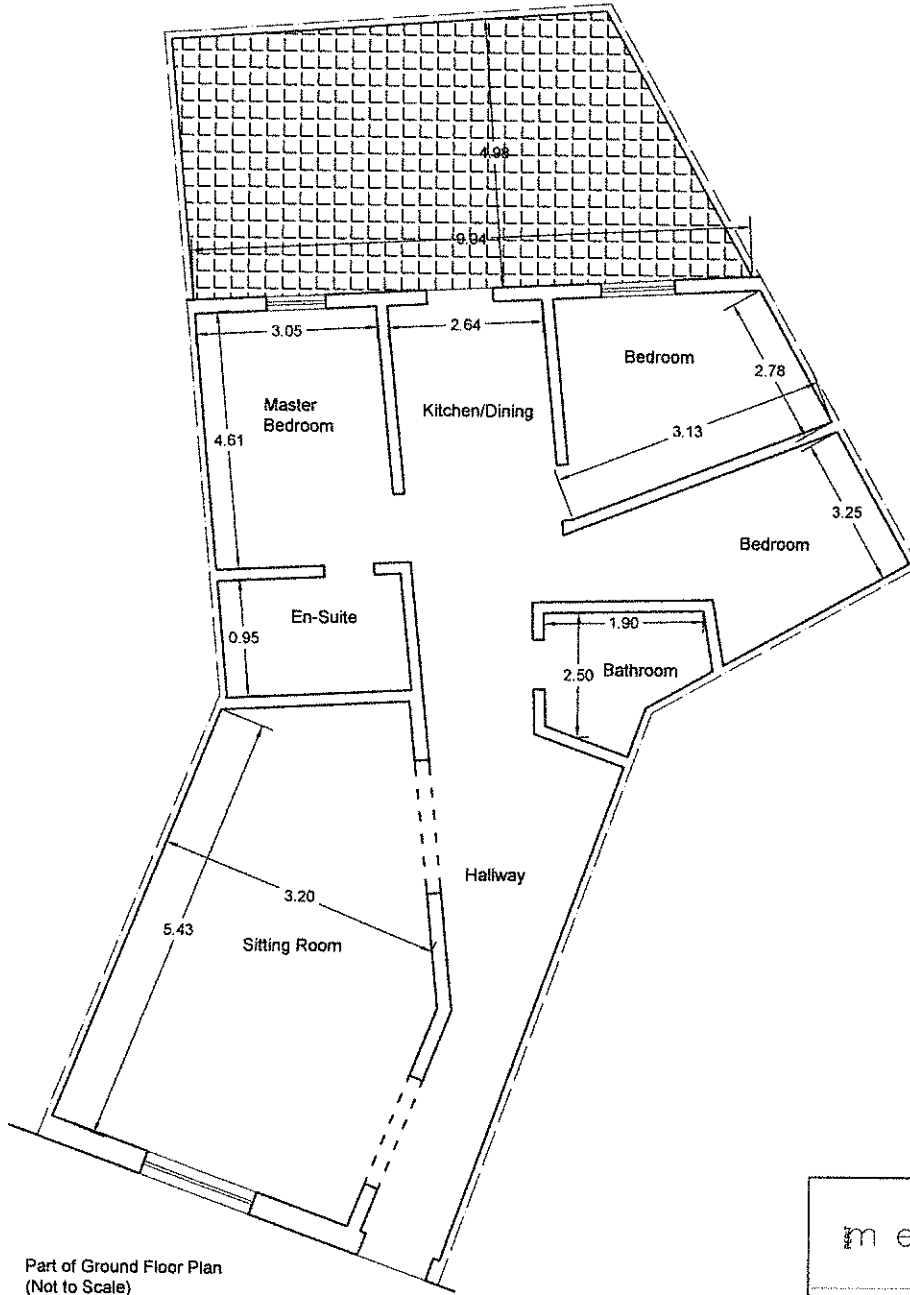 4.98
9.94
3.05
2.64
Bedroom
2.78
Master
Bedroom
Kitchen/Dining
4.61
3.13
3.25
Bedroom
En-Suite
0.95
1.90
2.50
Bathroom
Hallway
3.20
5.43
Sitting Room
Part of Ground Floor Plan
(Not to Scale)
m e